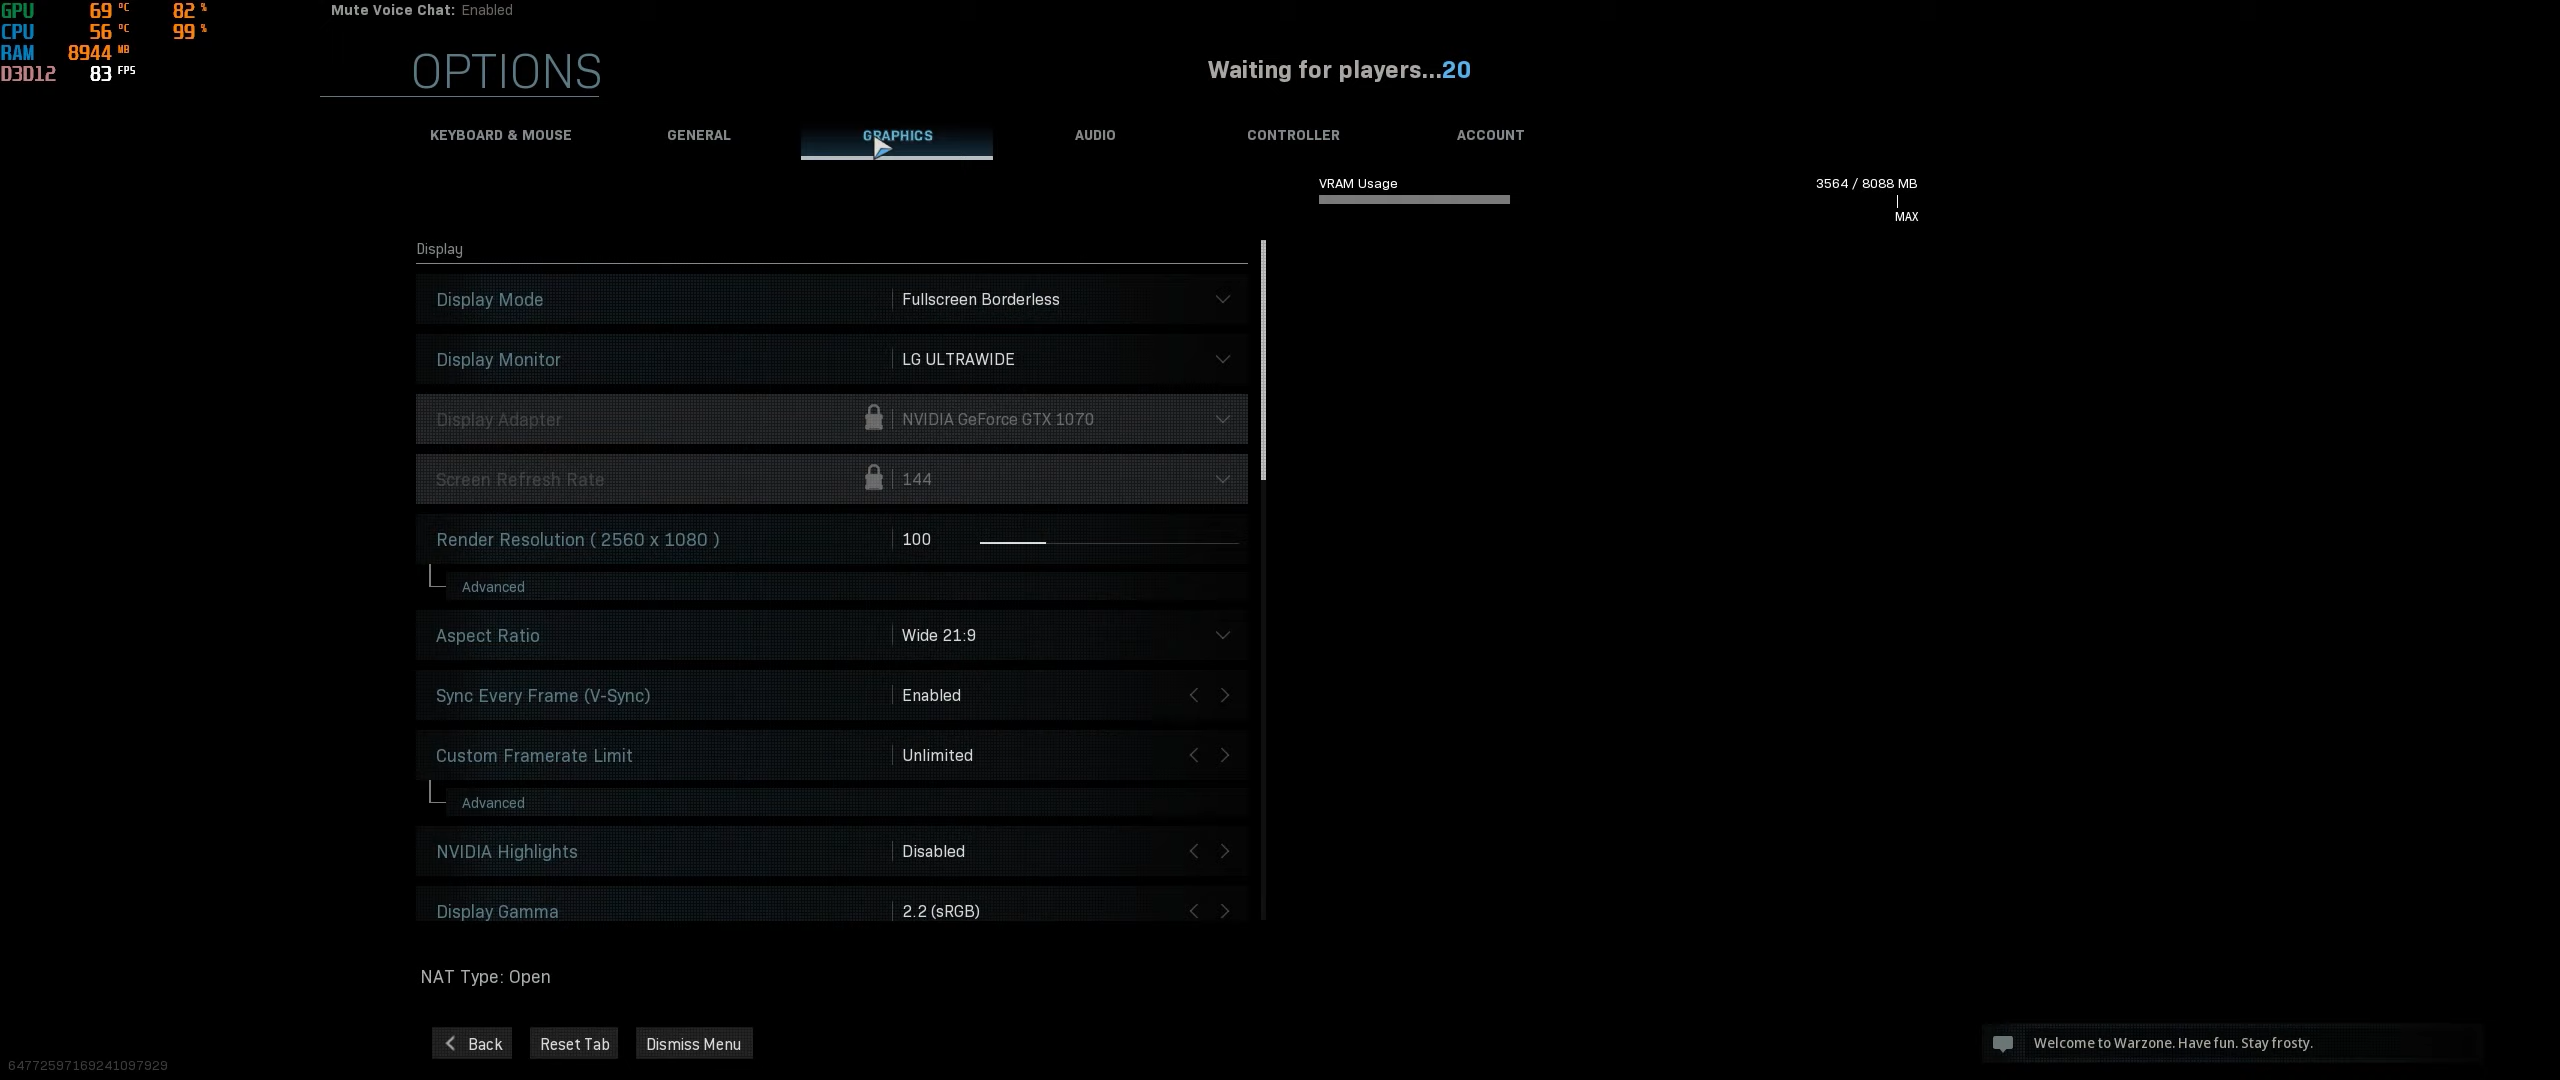 GPU 69 °C 82 %
CPU 56 °C 99 %
RAM 8944 MB
D3D12 83 FPS
Mute Voice Chat: Enabled
OPTIONS
Waiting for players...20
KEYBOARD & MOUSE GENERAL GRAPHICS AUDIO CONTROLLER ACCOUNT
VRAM Usage 3564 / 8088 MB
MAX
Display
Display Mode Fullscreen Borderless
Display Monitor LG ULTRAWIDE
Display Adapter NVIDIA GeForce GTX 1070
Screen Refresh Rate 144
Render Resolution ( 2560 x 1080 ) 100
Advanced
Aspect Ratio Wide 21:9
Sync Every Frame (V-Sync) Enabled
Custom Framerate Limit Unlimited
Advanced
NVIDIA Highlights Disabled
Display Gamma 2.2 (sRGB)
NAT Type: Open
Back Reset Tab Dismiss Menu
Welcome to Warzone. Have fun. Stay frosty.
64772597169241097929